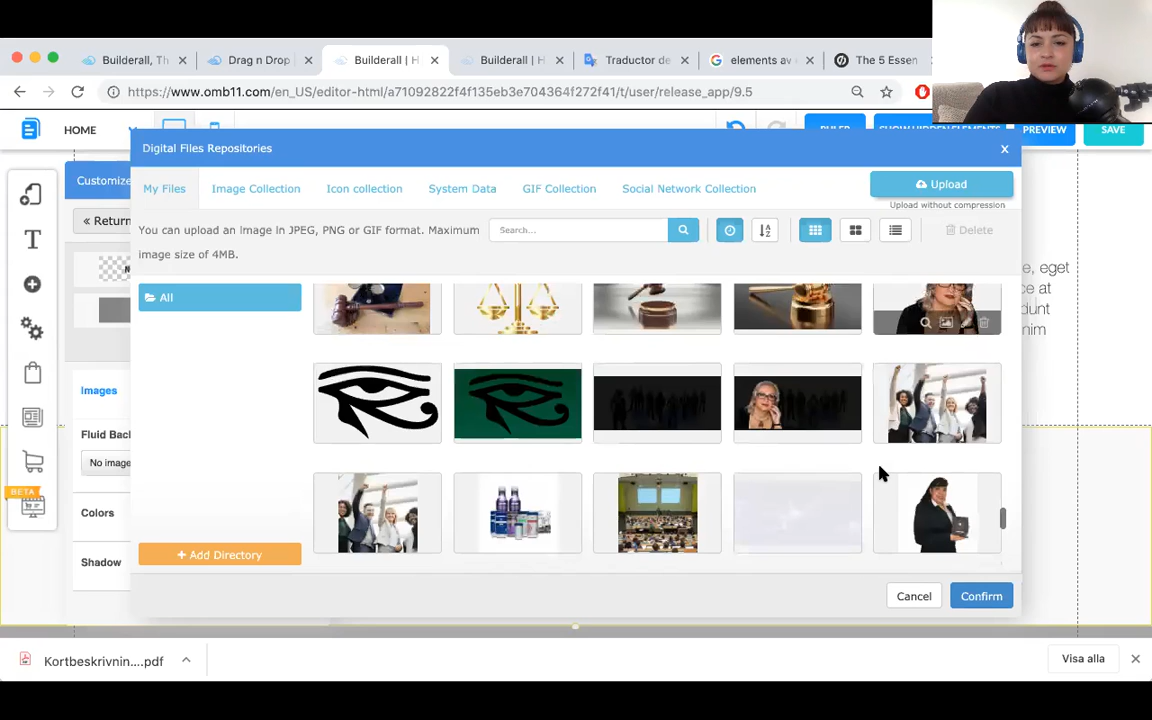 Builderall, Th
Drag n Drop
Builderall | H
Builderall | H
Traductor de
elements av
The 5 Essen
https://www.omb11.com/en_US/editor-html/a71092822f4f135eb3e704364f272f41/t/user/release_app/9.5
HOME
PREVIEW
SAVE
Digital Files Repositories
x
Customize
« Return
My Files
Image Collection
Icon collection
System Data
GIF Collection
Social Network Collection
Upload
Upload without compression
You can upload an image in JPEG, PNG or GIF format. Maximum
image size of 4MB.
Search...
Delete
All
e, eget
ce at
dunt
nim
Images
Fluid Bac
No image
BETA
Colors
Shadow
+ Add Directory
Cancel
Confirm
Kortbeskrivnin....pdf
Visa alla